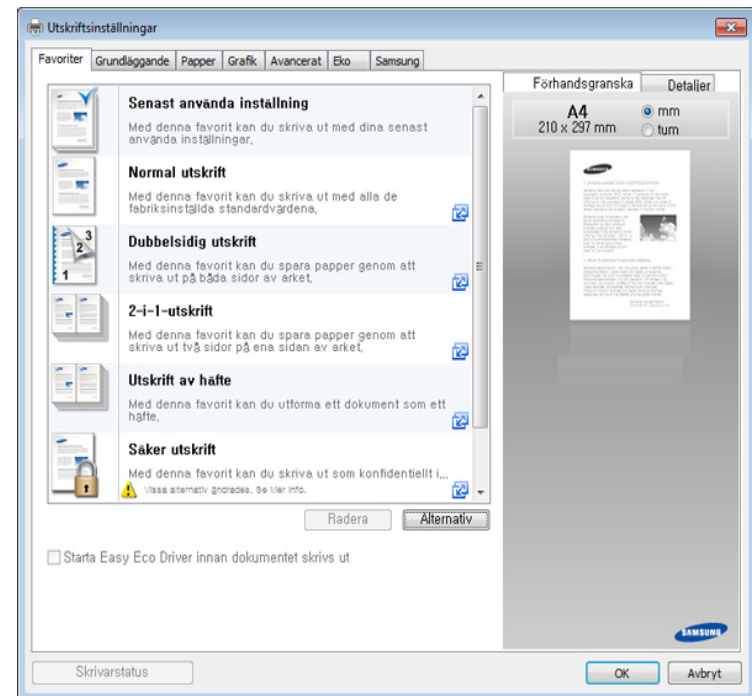 Utskriftsinställningar
Favoriter Grundläggande Papper Grafik Avancerat Eko Samsung
Senast använda inställning
Med denna favorit kan du skriva ut med dina senast
använda inställningar.
Normal utskrift
Med denna favorit kan du skriva ut med alla de
fabriksinställda standardvärdena.
Dubbelsidig utskrift
Med denna favorit kan du spara papper genom att
skriva ut på båda sidor av arket.
2-i-1-utskrift
Med denna favorit kan du spara papper genom att
skriva ut två sidor på ena sidan av arket.
Utskrift av häfte
Med denna favorit kan du utforma ett dokument som ett
häfte.
Säker utskrift
Med denna favorit kan du skriva ut som konfidentiellt i...
Vissa alternativ ändrades. Se Mer info.
Radera Alternativ
Starta Easy Eco Driver innan dokumentet skrivs ut
Förhandsgranska Detaljer
A4
210 x 297 mm
mm
tum
SAMSUNG
SAMSUNG
Skrivarstatus
OK Avbryt